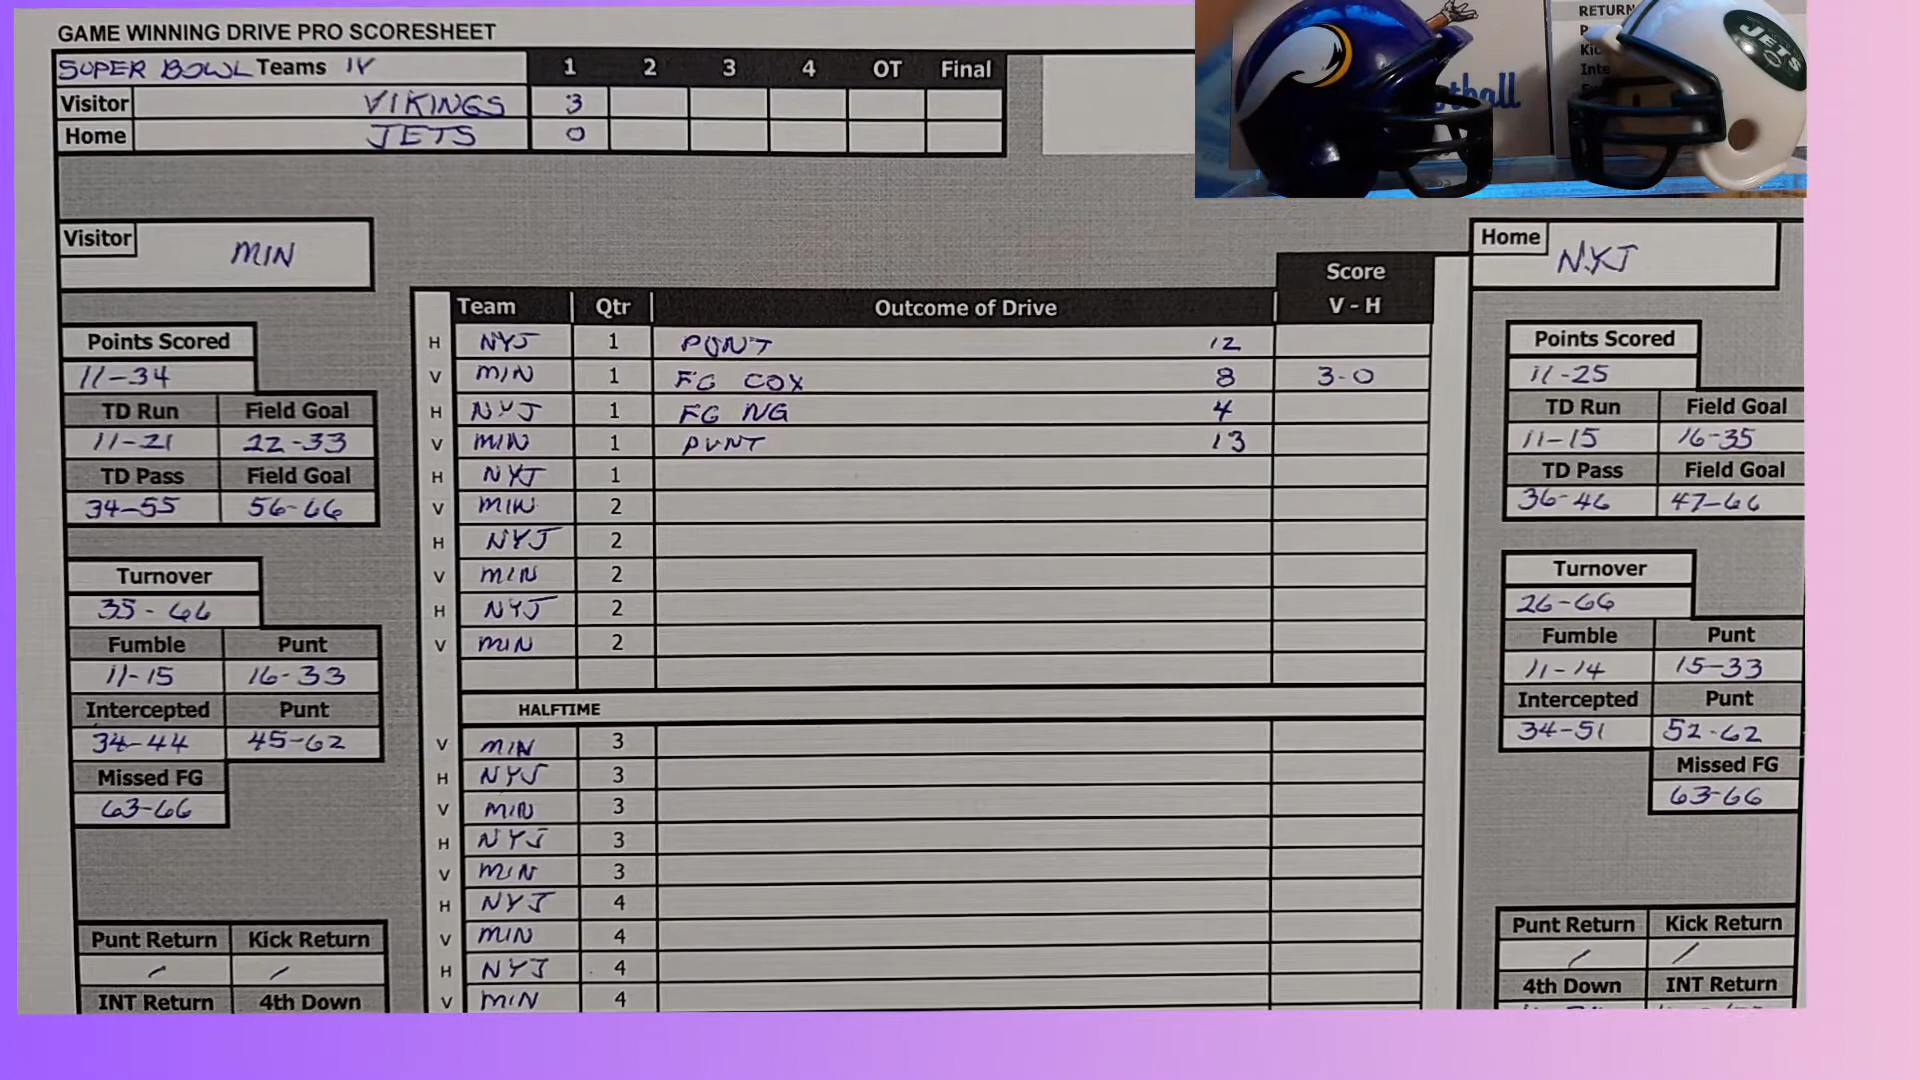 GAME WINNING DRIVE PRO SCORESHEET
SUPER BOWL Teams IV 1 2 3 4 OT Final
Visitor VIKINGS 3
Home JETS 0
RETURN
P
Kic
Inte
tball
JETS
Visitor MIN
Home NYJ
Points Scored
11-34
TD Run Field Goal
11-21 22-33
TD Pass Field Goal
34-55 56-66
Turnover
35-66
Fumble Punt
11-15 16-33
Intercepted Punt
34-44 45-62
Missed FG
63-66
Punt Return Kick Return
/ /
INT Return 4th Down
Score
Team Qtr Outcome of Drive V - H
H NYJ 1 PUNT 12
V MIN 1 FG COX 8 3-0
H NYJ 1 FG NG 4
V MIN 1 PUNT 13
H NYJ 1
V MIN 2
H NYJ 2
V MIN 2
H NYJ 2
V MIN 2
HALFTIME
V MIN 3
H NYJ 3
V MIN 3
H NYJ 3
V MIN 3
H NYJ 4
V MIN 4
H NYJ 4
V MIN 4
Points Scored
11-25
TD Run Field Goal
11-15 16-35
TD Pass Field Goal
36-46 47-66
Turnover
26-66
Fumble Punt
11-14 15-33
Intercepted Punt
34-51 52-62
Missed FG
63-66
Punt Return Kick Return
/ /
4th Down INT Return